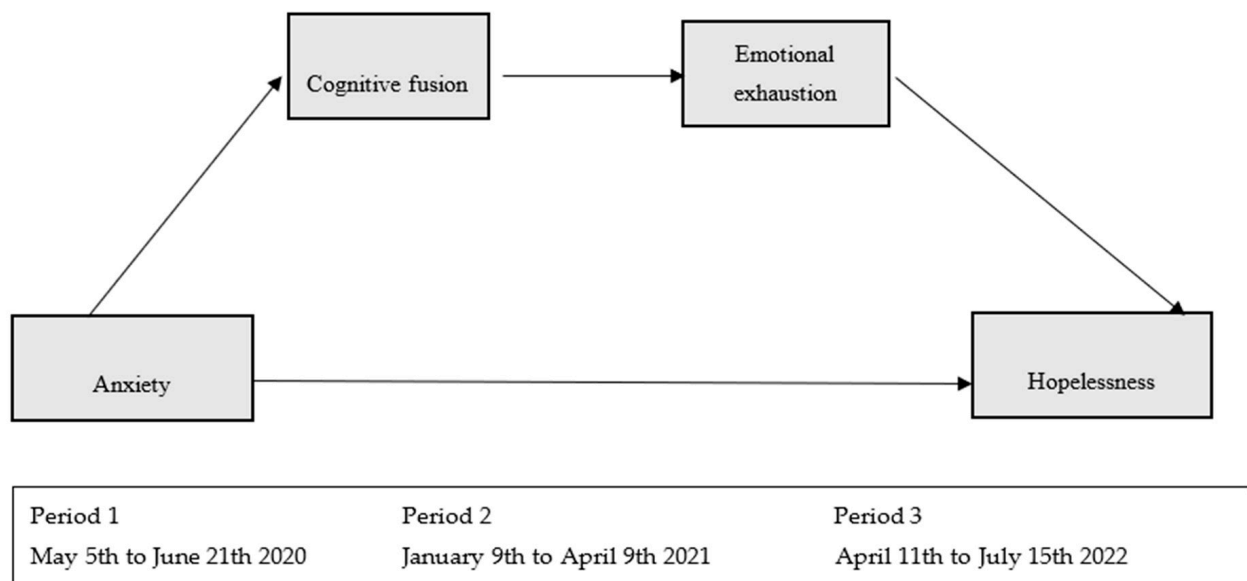 Cognitive fusion
Emotional
exhaustion
Anxiety
Hopelessness
Period 1
May 5th to June 21th 2020
Period 2
January 9th to April 9th 2021
Period 3
April 11th to July 15th 2022